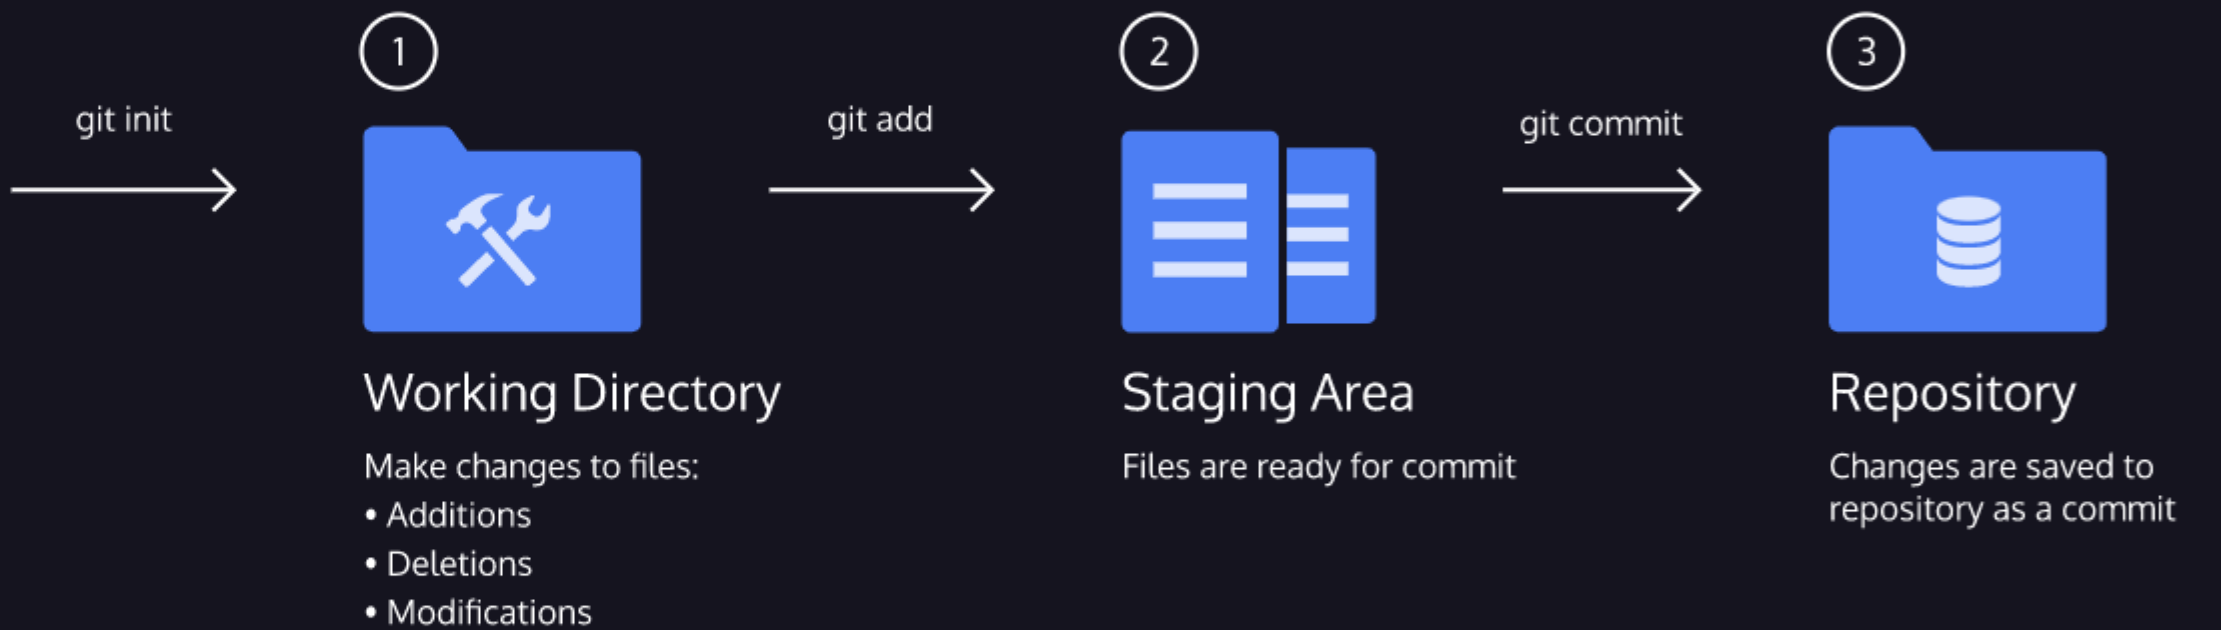 1
2
3
git init
git add
git commit
Working Directory
Make changes to files:
• Additions
• Deletions
• Modifications
Staging Area
Files are ready for commit
Repository
Changes are saved to
repository as a commit